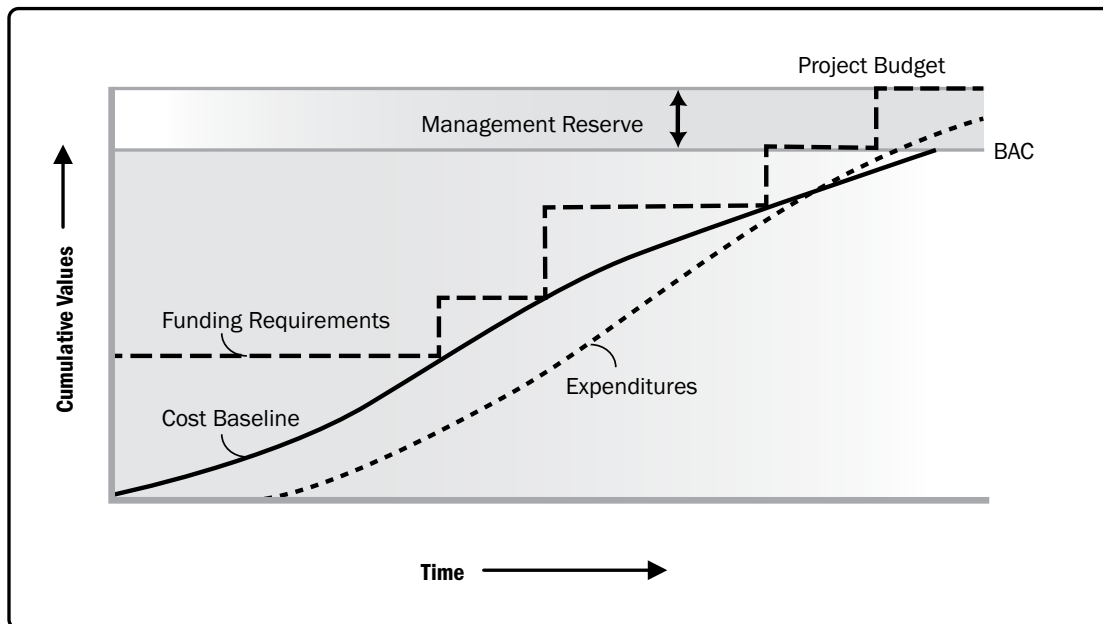 Project Budget
Management Reserve
BAC
Cumulative Values
Funding Requirements
Expenditures
Cost Baseline
Time